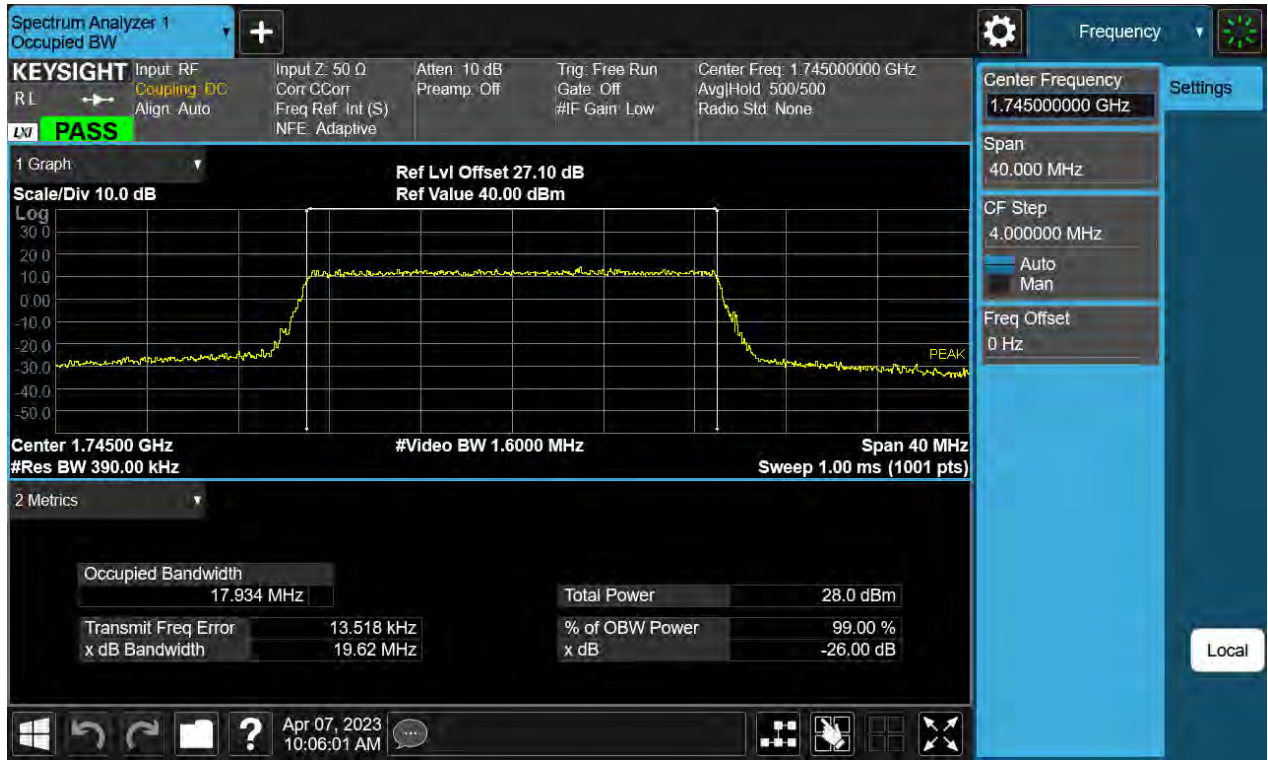 Spectrum Analyzer 1
Occupied BW
Frequency
KEYSIGHT
RL
LXI
PASS
Input: RF
Coupling: DC
Align: Auto
Input Z: 50 Ω
Corr CCorr
Freq Ref: Int (S)
NFE: Adaptive
Atten: 10 dB
Preamp: Off
Trig: Free Run
Gate: Off
#IF Gain: Low
Center Freq: 1.745000000 GHz
Avg|Hold: 500/500
Radio Std: None
Center Frequency
1.745000000 GHz
Settings
Span
40.000 MHz
CF Step
4.000000 MHz
Auto
Man
Freq Offset
0 Hz
Local
1 Graph
Ref Lvl Offset 27.10 dB
Scale/Div 10.0 dB
Ref Value 40.00 dBm
Log
30.0
20.0
10.0
0.00
-10.0
-20.0
-30.0
-40.0
-50.0
PEAK
Center 1.74500 GHz
#Video BW 1.6000 MHz
Span 40 MHz
#Res BW 390.00 kHz
Sweep 1.00 ms (1001 pts)
2 Metrics
Occupied Bandwidth
17.934 MHz
Total Power 28.0 dBm
Transmit Freq Error 13.518 kHz
% of OBW Power 99.00 %
x dB Bandwidth 19.62 MHz
x dB -26.00 dB
?
Apr 07, 2023
10:06:01 AM